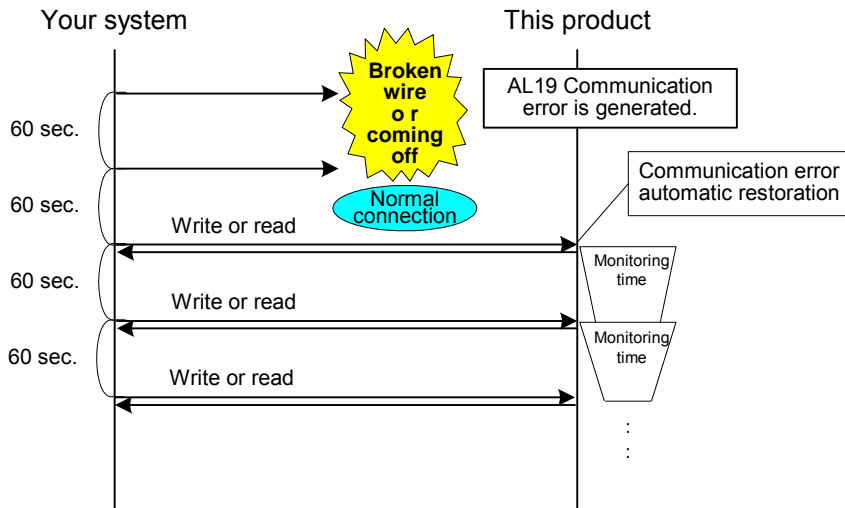 Your system
This product
Broken
wire
o r
coming
off
AL19 Communication
error is generated.
60 sec.
Communication error
automatic restoration
60 sec.
Normal
connection
Write or read
Monitoring
time
60 sec.
Write or read
Monitoring
time
60 sec.
Write or read